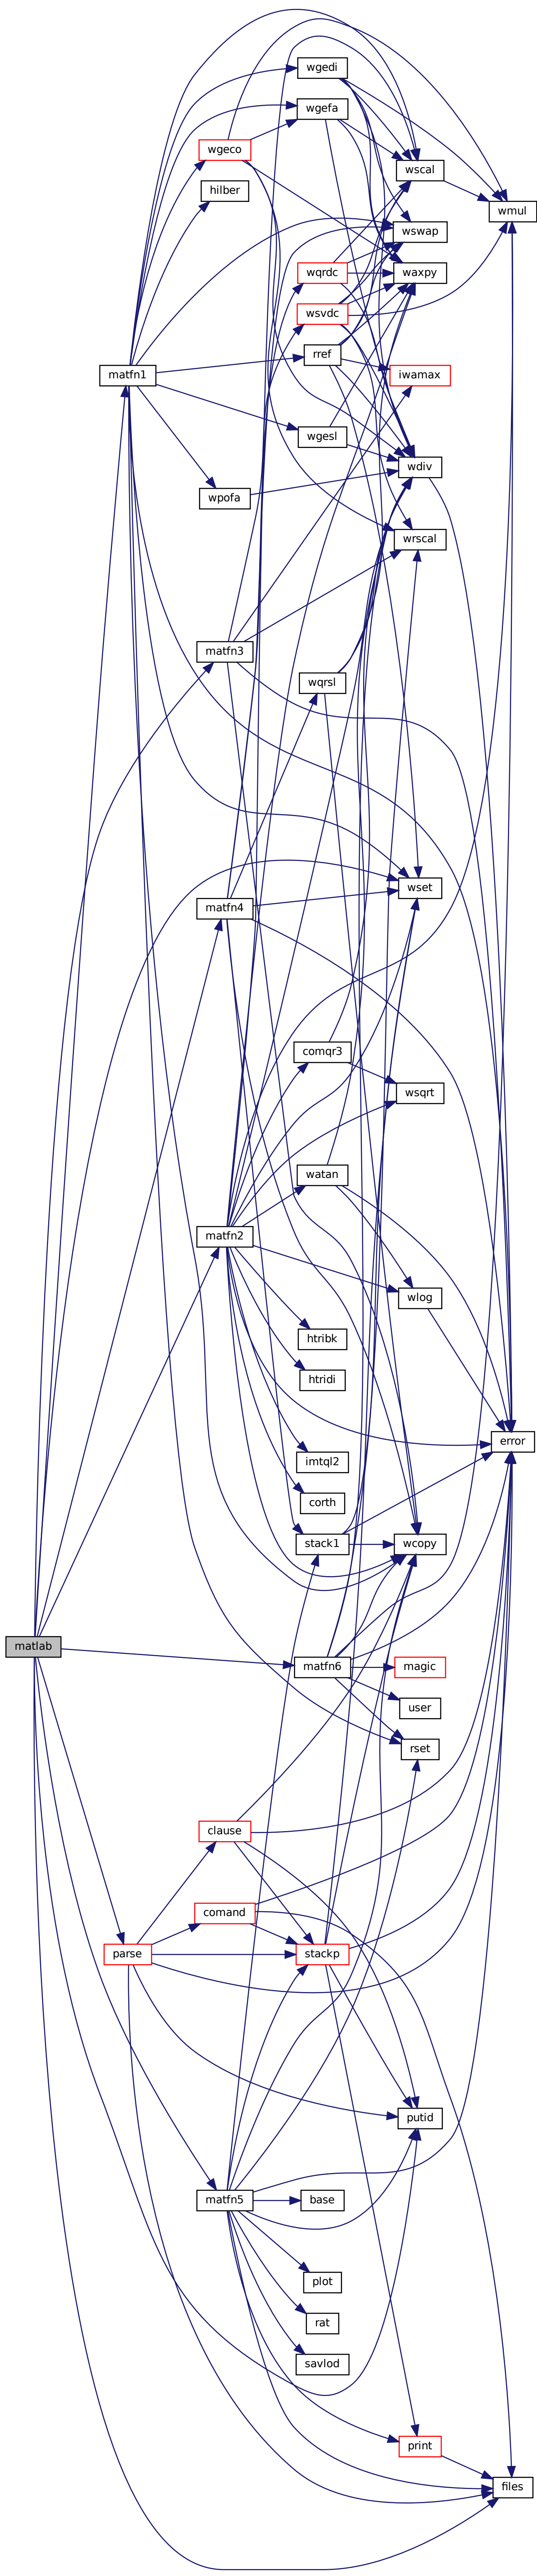 wgedi
wgefa
wgeco
wscal
hilber
wmul
wswap
wqrdc
waxpy
wsvdc
rref
matfn1
iwamax
wgesl
wdiv
wpofa
wrscal
matfn3
wqrsl
wset
matfn4
comqr3
wsqrt
watan
matfn2
wlog
htribk
htridi
error
imtql2
corth
stack1
wcopy
matlab
matfn6
magic
user
rset
clause
comand
parse
stackp
putid
matfn5
base
plot
rat
savlod
print
files